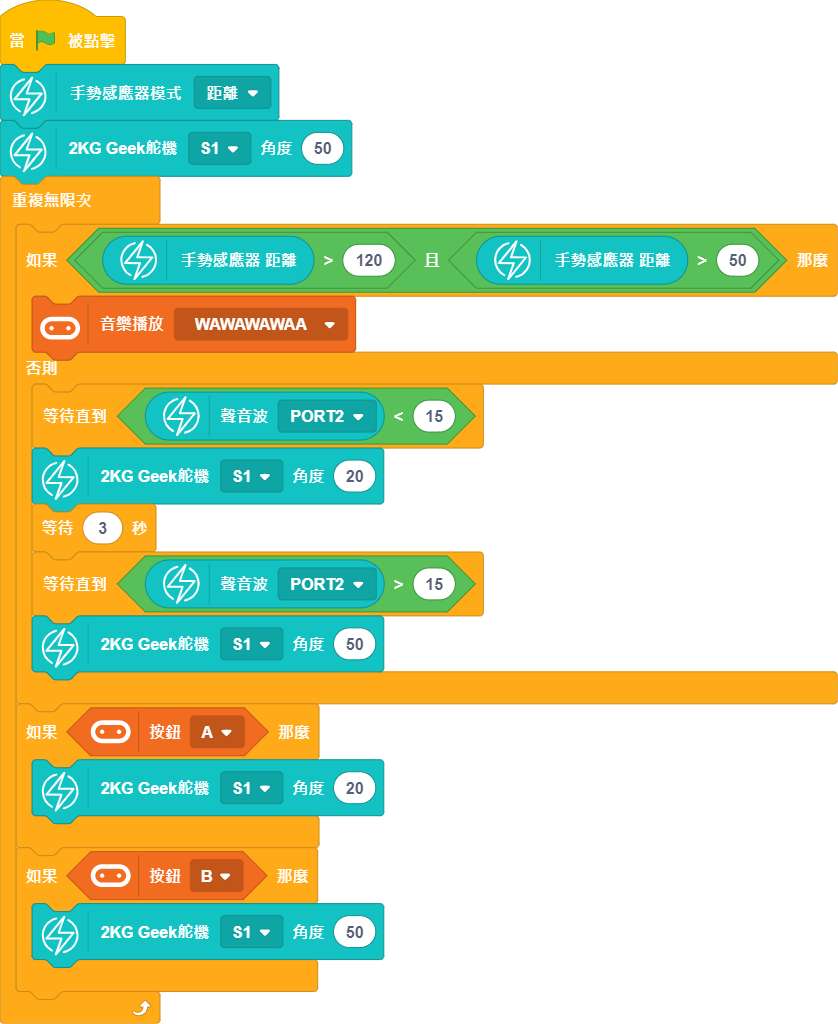 當 被點擊
手勢感應器模式 距離
2KG Geek舵機 S1 角度 50
重複無限次
如果 手勢感應器 距離 > 120 且 手勢感應器 距離 > 50 那麼
音樂播放 WAWAWAWAA
否則
等待直到 聲音波 PORT2 < 15
2KG Geek舵機 S1 角度 20
等待 3 秒
等待直到 聲音波 PORT2 > 15
2KG Geek舵機 S1 角度 50
如果 按鈕 A 那麼
2KG Geek舵機 S1 角度 20
如果 按鈕 B 那麼
2KG Geek舵機 S1 角度 50